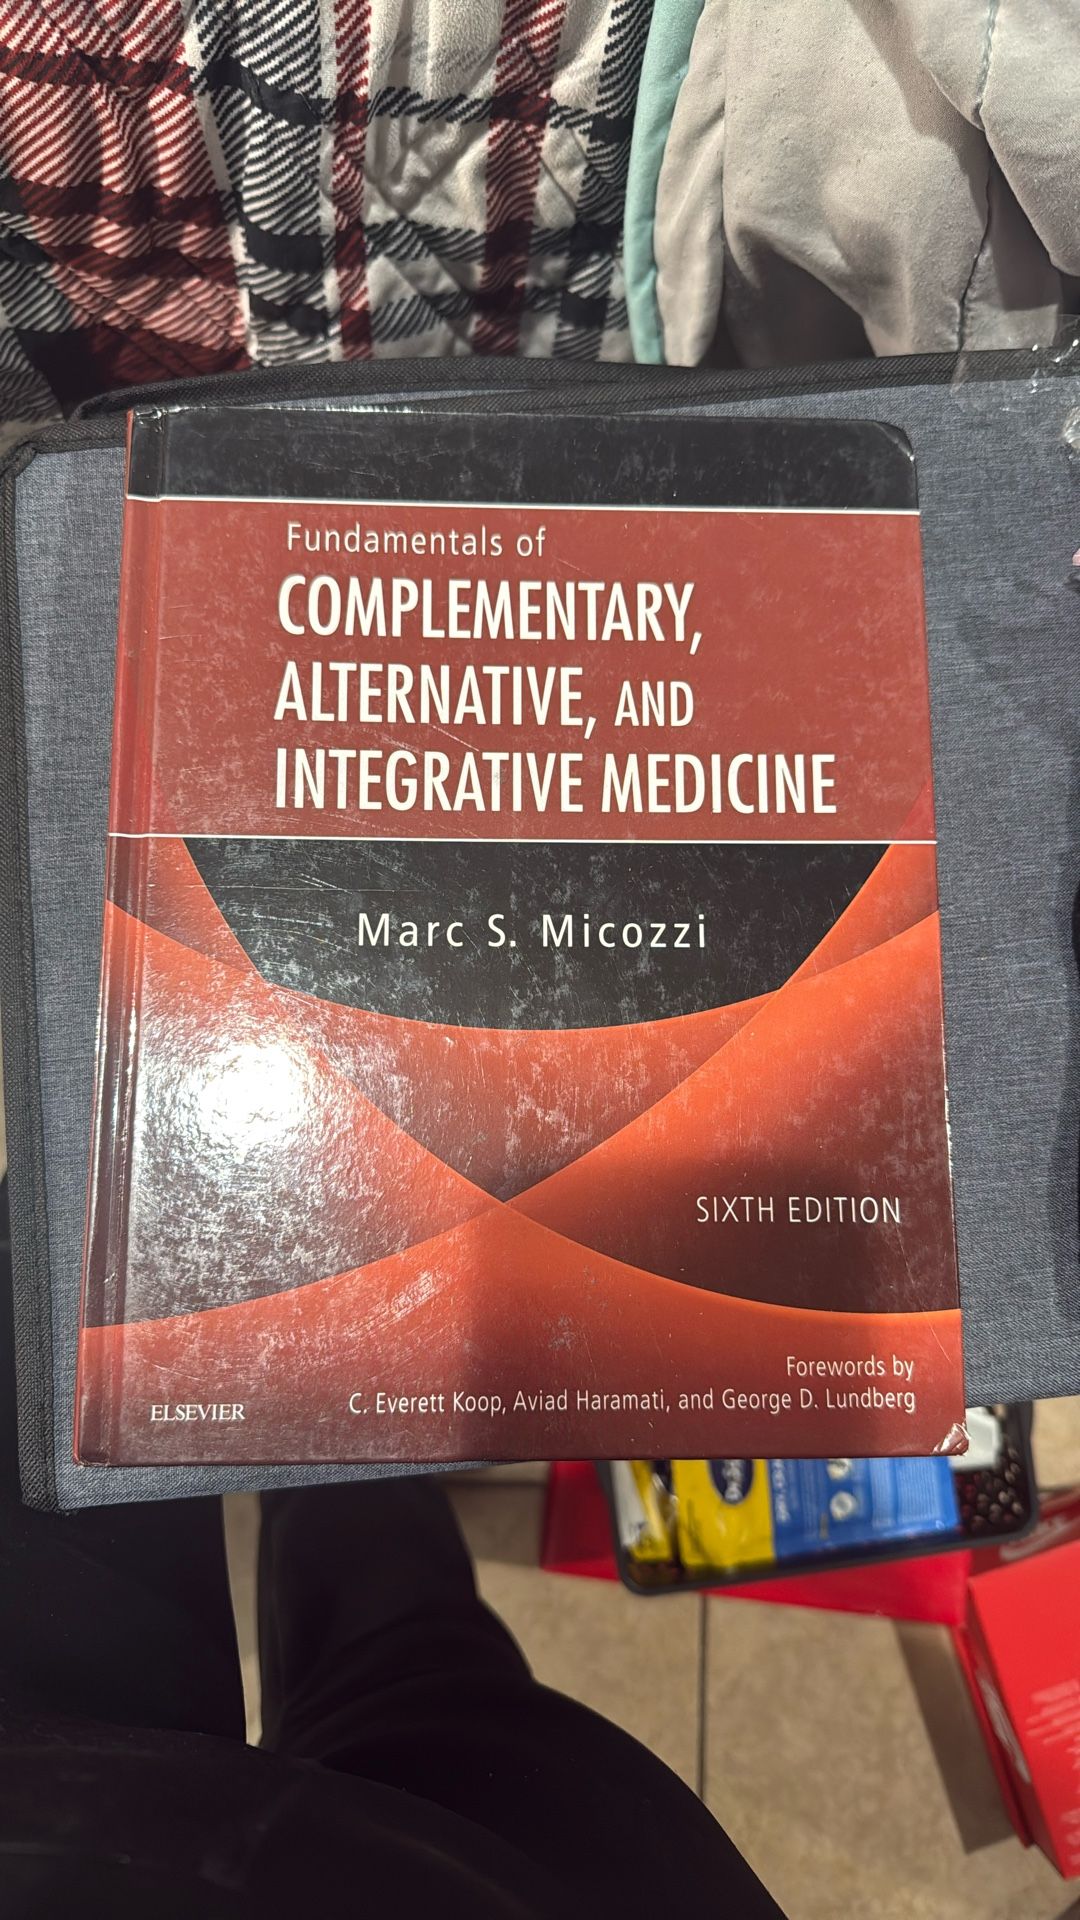 Fundamentals of
COMPLEMENTARY,
ALTERNATIVE, AND
INTEGRATIVE MEDICINE
Marc S. Micozzi
SIXTH EDITION
Forewords by
C. Everett Koop, Aviad Haramati, and George D. Lundberg
ELSEVIER